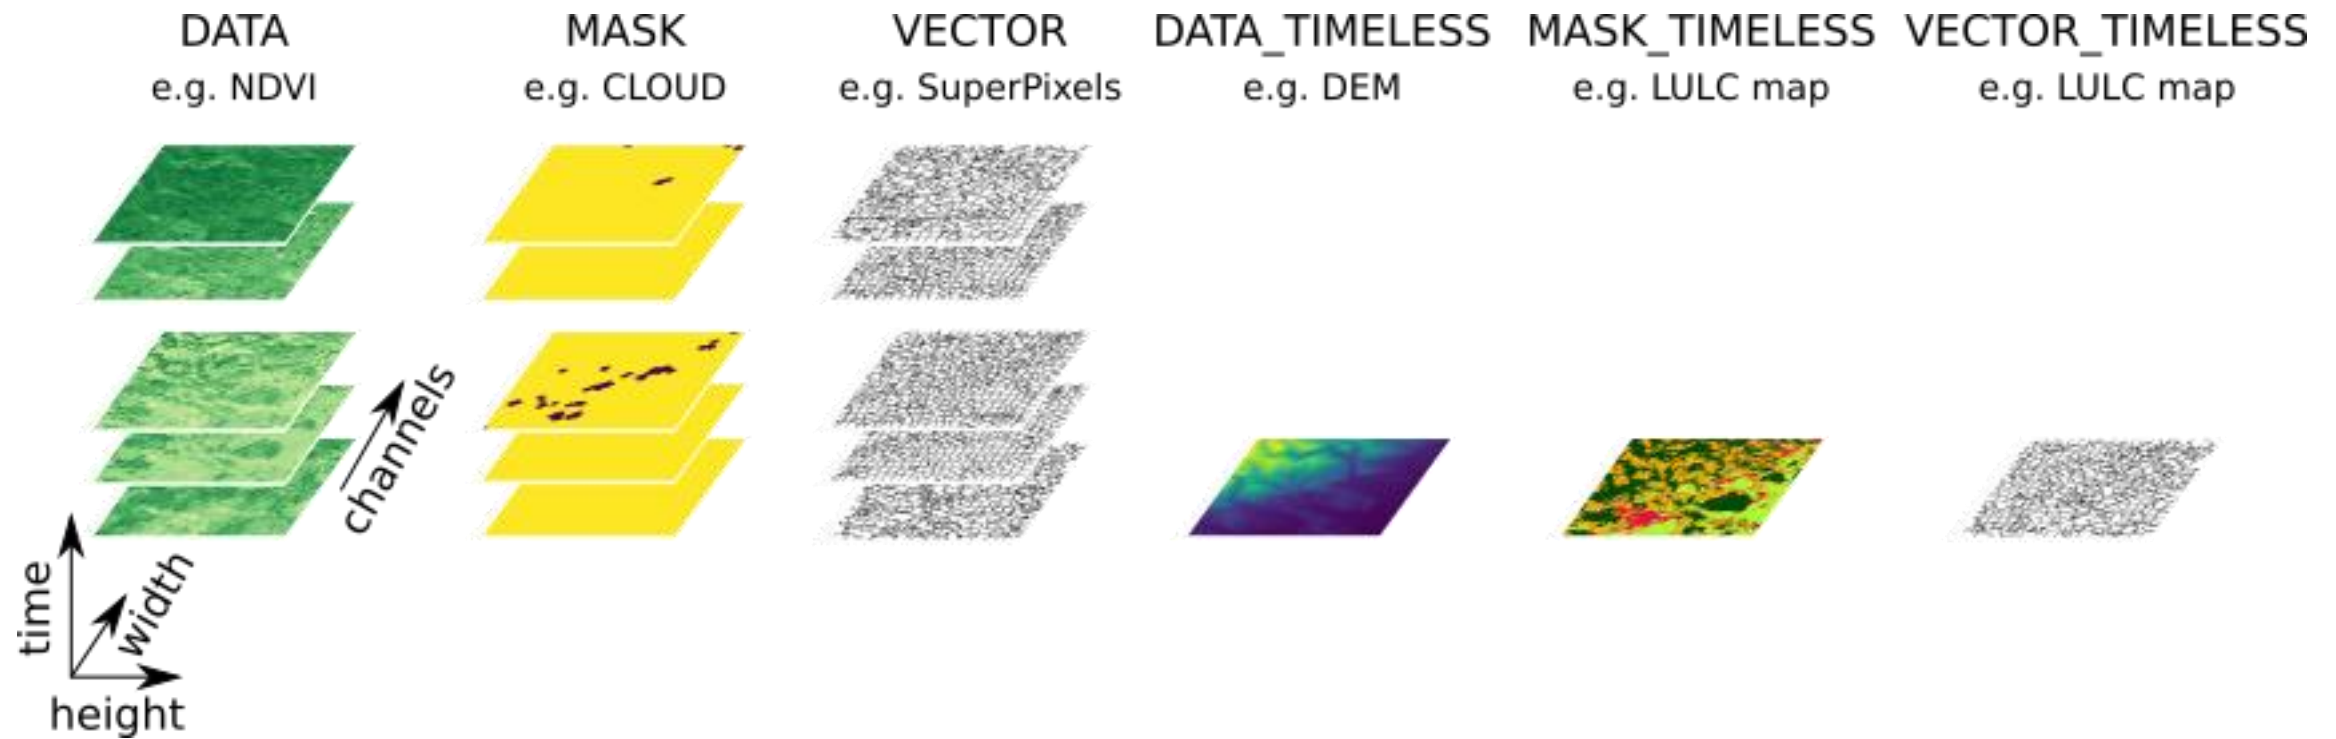 DATA MASK VECTOR DATA_TIMELESS MASK_TIMELESS VECTOR_TIMELESS
e.g. NDVI e.g. CLOUD e.g. SuperPixels e.g. DEM e.g. LULC map e.g. LULC map
channels
time
width
height